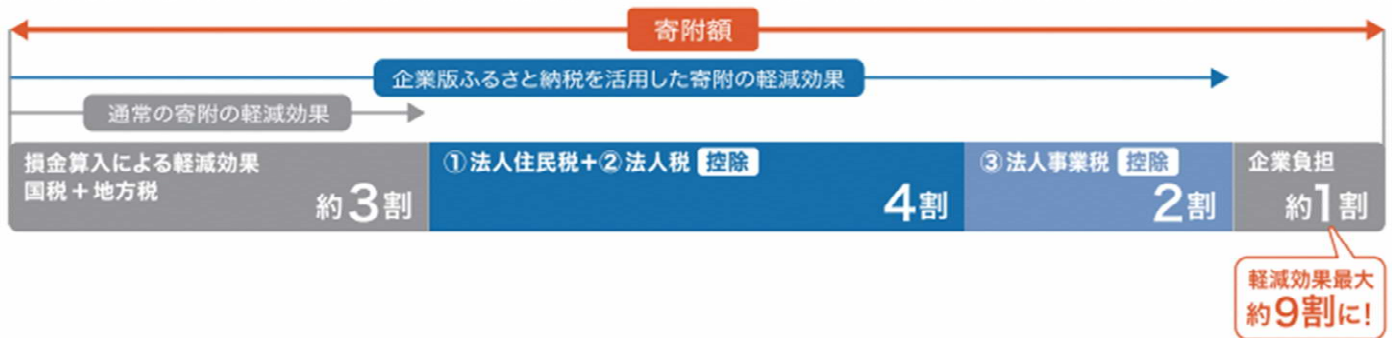 寄附額
企業版ふるさと納税を活用した寄附の軽減効果
通常の寄附の軽減効果
損金算入による軽減効果
国税+地方税
約3割
①法人住民税+②法人税 控除
4割
③法人事業税 控除
2割
企業負担
約1割
軽減効果最大
約9割に!